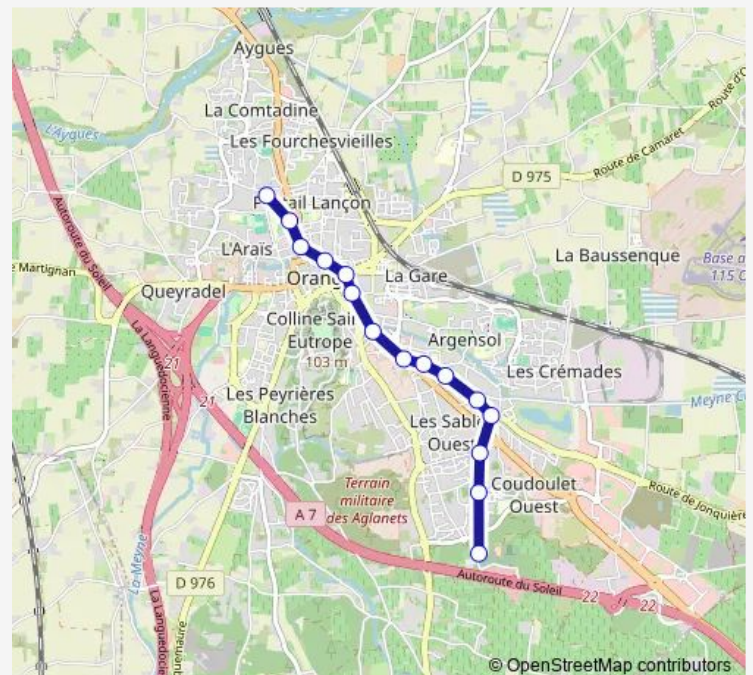 Aygues
La Comtadine
L'Aygues
Les Fourchesvieilles
Route de Camaret
D 975
Lançon
Autoroute du Soleil
L'Arais
La Baussenque
Base a
115 C
e Martignan
La Gare
Queyradel
Colline Sai
Eutrope
103 m
Argensol
La Languedocienne
21
Les Crémades
21
Les Peyrières
Blanches
Meyne C
Les Sabl
Ouest
Terrain
militaire
des Aglanets
Coudoulet
Ouest
Route de Jonquière
A 7
La Meyne
D 976
Autoroute du Soleil
22
22
La Languedocie
© OpenStreetMap contributors